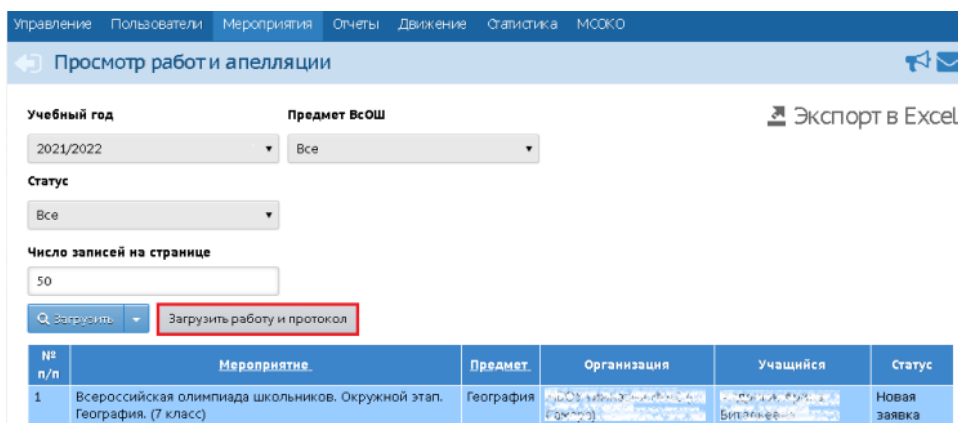 Управление Пользователи Мероприятия Отчеты Движение Статистика МСОКО
Просмотр работ и апелляции
Учебный год Предмет ВсОШ
Экспорт в Excel
2021/2022 Все
Статус
Все
Число записей на странице
50
Загрузить Загрузить работу и протокол
№ п/п Мероприятие Предмет Организация Учащийся Статус
1 Всероссийская олимпиада школьников. Окружной этап. География Новая
География. (7 класс) заявка